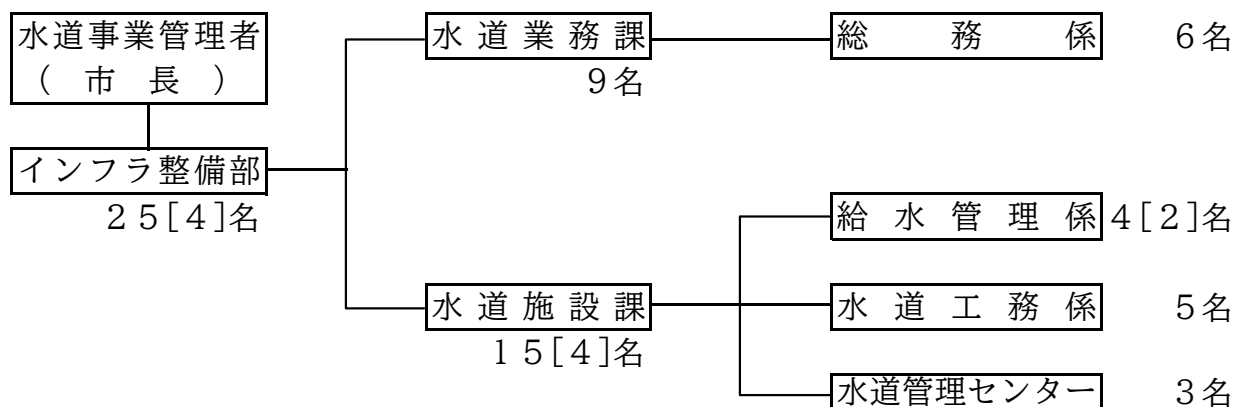 水道事業管理者
（市長）
インフラ整備部
２５[４]名
水道業務課
９名
総務係
６名
水道施設課
１５[４]名
給水管理係
４[２]名
水道工務係
５名
水道管理センター
３名